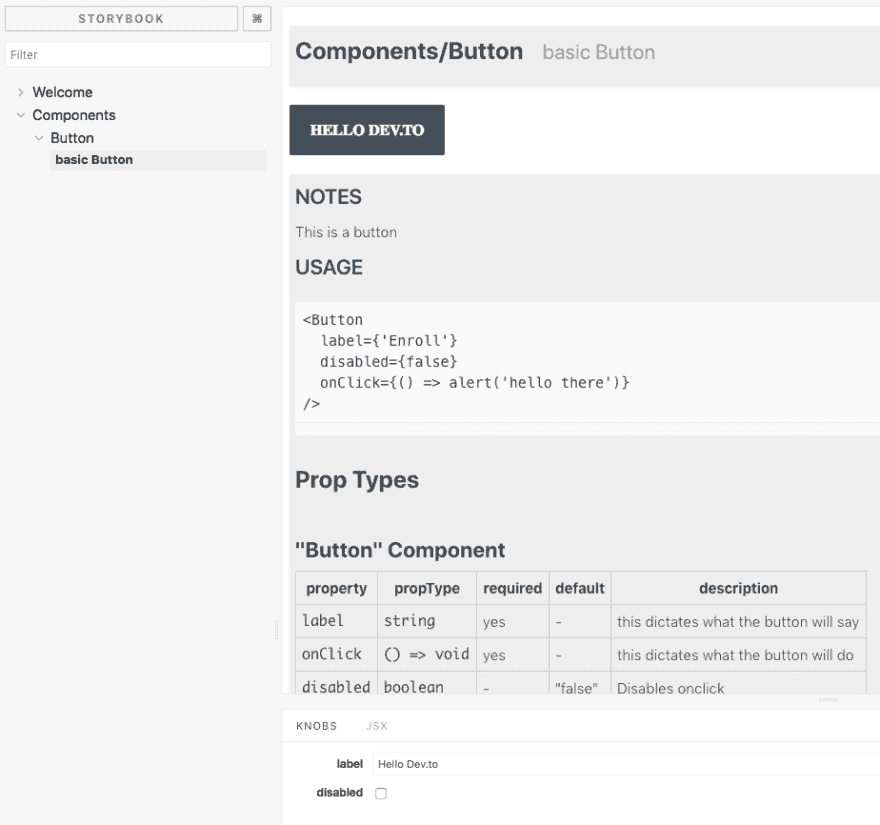 STORYBOOK ⌘
Filter
Welcome
Components
Button
basic Button
Components/Button basic Button
HELLO DEV.TO
NOTES
This is a button
USAGE
<Button
  label={'Enroll'}
  disabled={false}
  onClick={() => alert('hello there')}
/>
Prop Types
"Button" Component
property propType required default description
label string yes - this dictates what the button will say
onClick () => void yes - this dictates what the button will do
disabled boolean - "false" Disables onclick
KNOBS JSX
label Hello Dev.to
disabled